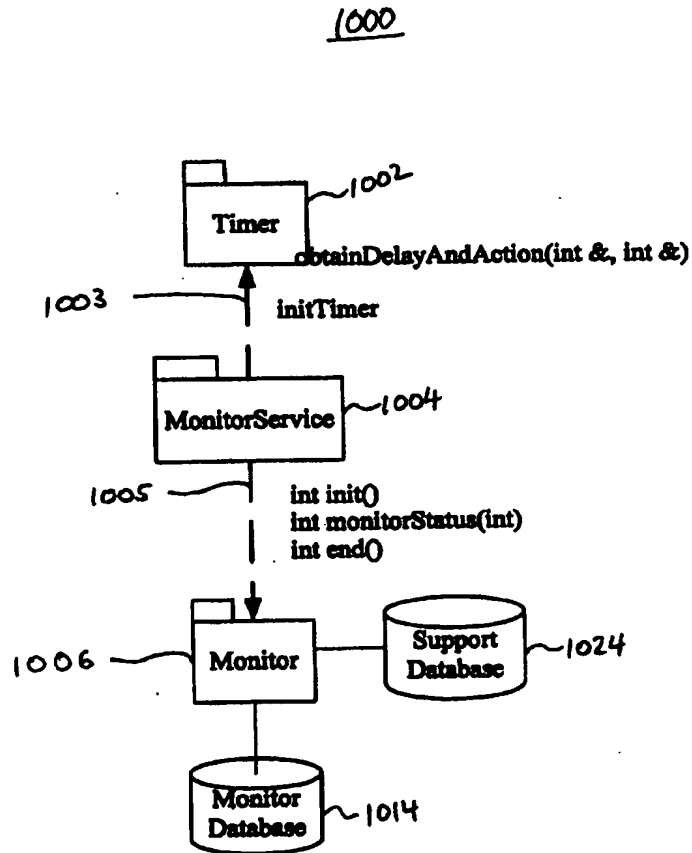 1000
1002
Timer
obtainDelayAndAction(int &, int &)
1003
initTimer
1004
MonitorService
1005
int init()
int monitorStatus(int)
int end()
1006
Monitor
Support
Database
1024
Monitor
Database
1014